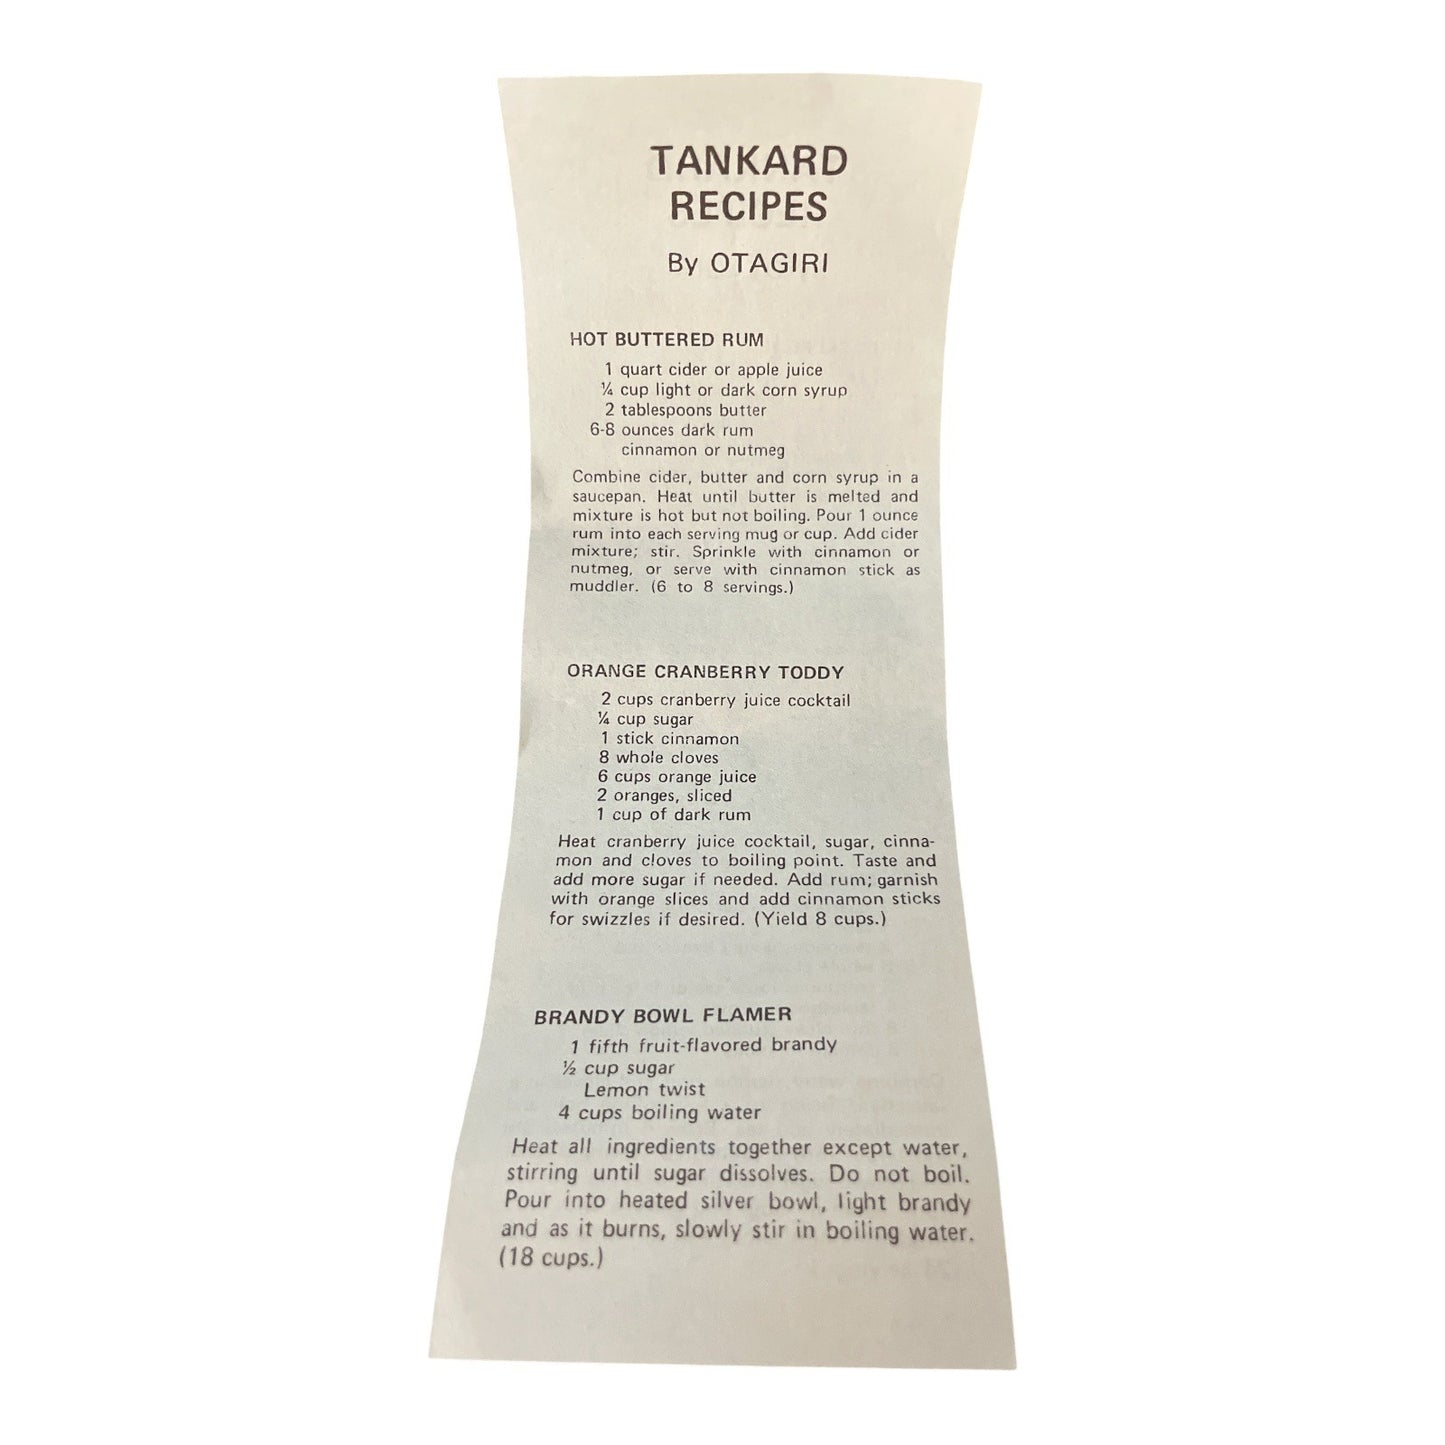 TANKARD
RECIPES
By OTAGIRI
HOT BUTTERED RUM
1 quart cider or apple juice
¼ cup light or dark corn syrup
2 tablespoons butter
6-8 ounces dark rum
cinnamon or nutmeg
Combine cider, butter and corn syrup in a
saucepan. Heat until butter is melted and
mixture is hot but not boiling. Pour 1 ounce
rum into each serving mug or cup. Add cider
mixture; stir. Sprinkle with cinnamon or
nutmeg, or serve with cinnamon stick as
muddler. (6 to 8 servings.)
ORANGE CRANBERRY TODDY
2 cups cranberry juice cocktail
¼ cup sugar
1 stick cinnamon
8 whole cloves
6 cups orange juice
2 oranges, sliced
1 cup of dark rum
Heat cranberry juice cocktail, sugar, cinna-
mon and cloves to boiling point. Taste and
add more sugar if needed. Add rum; garnish
with orange slices and add cinnamon sticks
for swizzles if desired. (Yield 8 cups.)
BRANDY BOWL FLAMER
1 fifth fruit-flavored brandy
½ cup sugar
Lemon twist
4 cups boiling water
Heat all ingredients together except water,
stirring until sugar dissolves. Do not boil.
Pour into heated silver bowl, light brandy
and as it burns, slowly stir in boiling water.
(18 cups.)